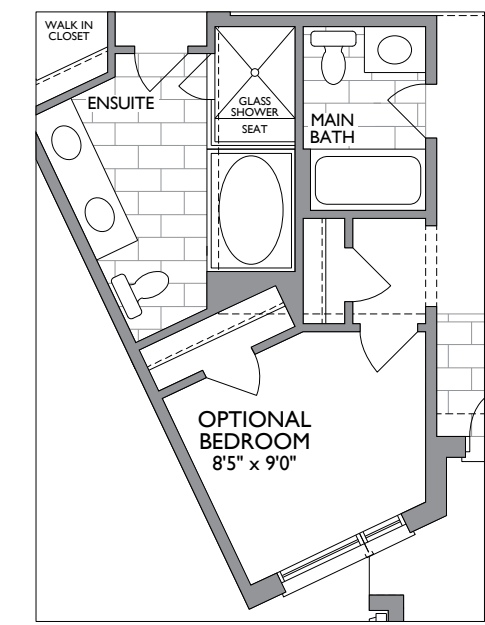 WALK IN
CLOSET
ENSUITE
GLASS
SHOWER
SEAT
MAIN
BATH
OPTIONAL
BEDROOM
8'5" x 9'0"